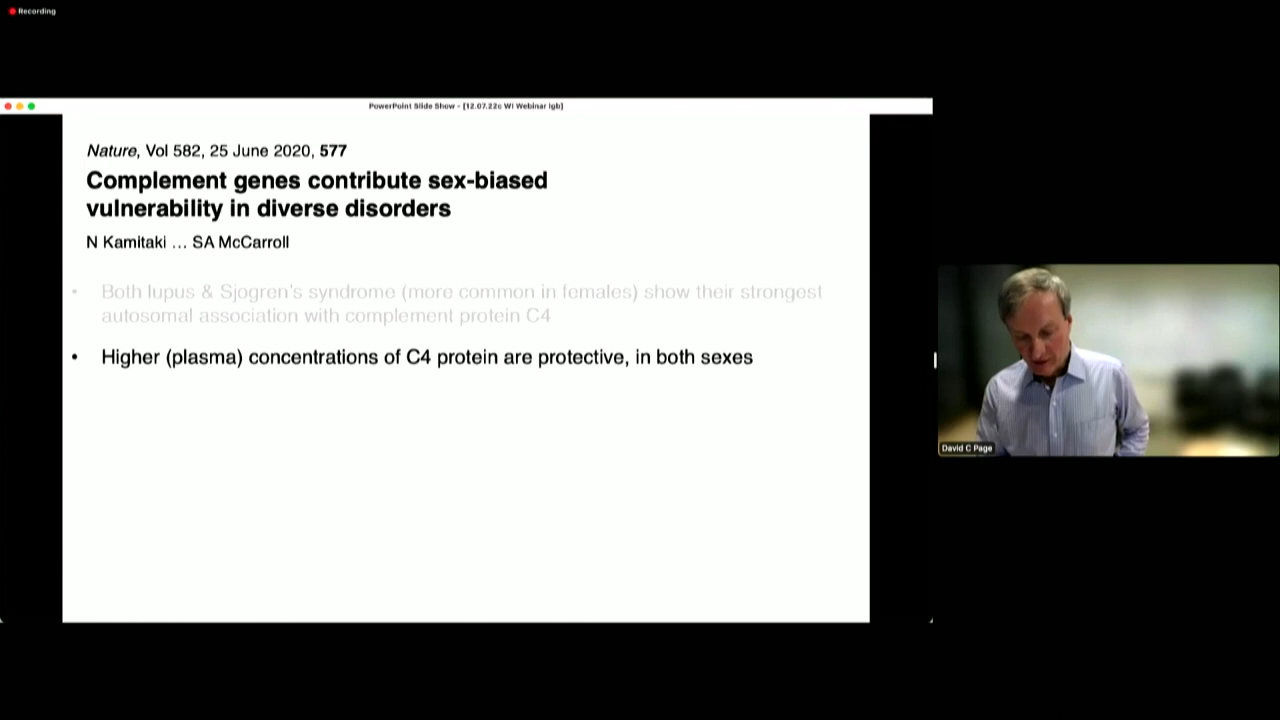 Recording
PowerPoint Slide Show - [12.07.22c WI Webinar lgb]
Nature, Vol 582, 25 June 2020, 577
Complement genes contribute sex-biased
vulnerability in diverse disorders
N Kamitaki ... SA McCarroll
• Both lupus & Sjogren's syndrome (more common in females) show their strongest
autosomal association with complement protein C4
• Higher (plasma) concentrations of C4 protein are protective, in both sexes
David C Page